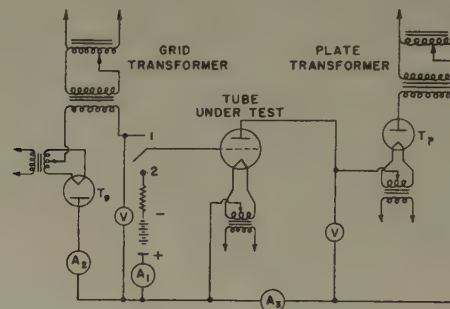 GRID
TRANSFORMER
PLATE
TRANSFORMER
TUBE
UNDER TEST
1
2
Tg
Tp
V
V
A2
-
+
A1
A3